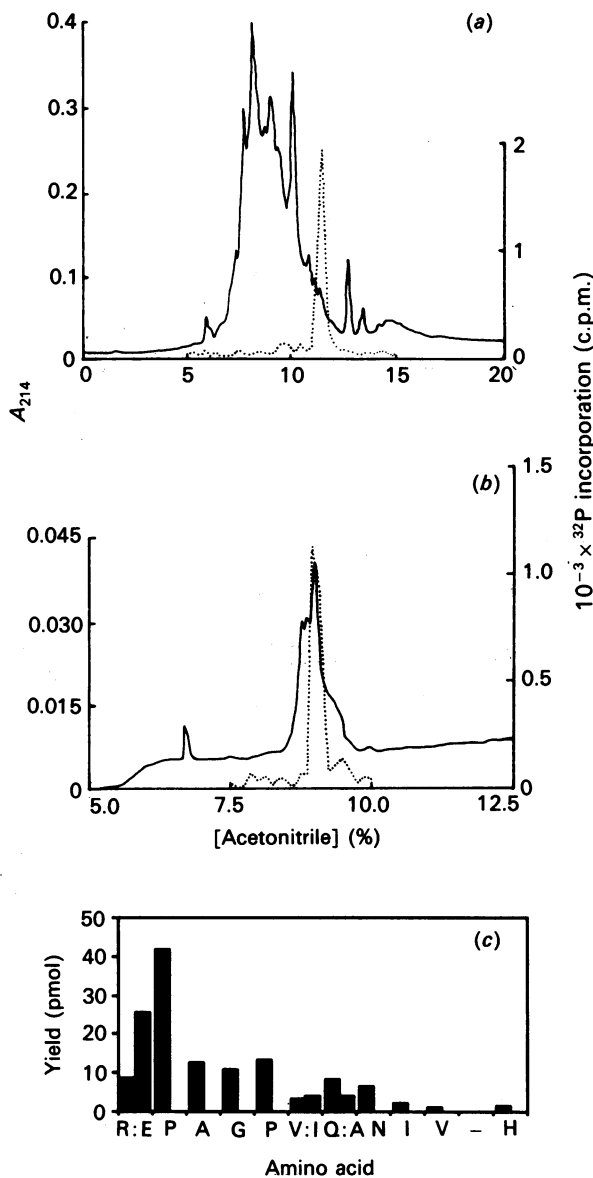 (a)
0.4
0.3
0.2
0.1
0
2
1
0
0 5 10 15 20
A214
10−3 × 32P incorporation (c.p.m.)
(b)
0.045
0.030
0.015
0
1.5
1.0
0.5
0
5.0 7.5 10.0 12.5
[Acetonitrile] (%)
(c)
50
40
30
20
10
0
Yield (pmol)
R:E P A G P V:I Q:A N I V – H
Amino acid